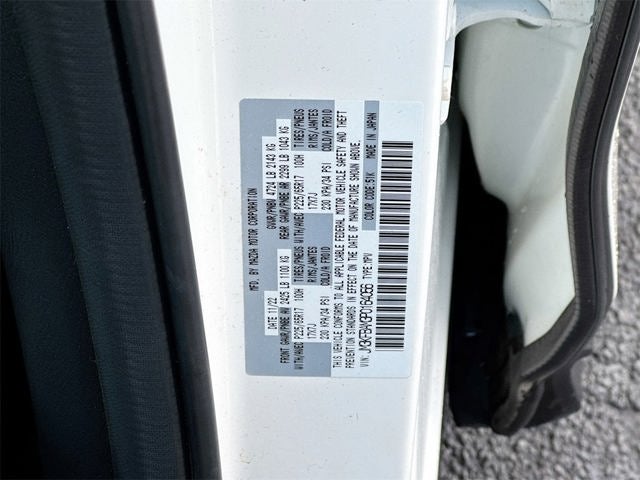 MFD. BY MAZDA MOTOR CORPORATION
DATE 11/22 GVWR/PNBV 4724 LB 2143 KG
FRONT GAWR/PNBE AV 2425 LB 1100 KG REAR GAWR/PNBE AR 2299 LB 1043 KG
WITH/AVEC P225/65R17 100H TIRES/PNEUS WITH/AVEC P225/65R17 100H TIRES/PNEUS
17X7J RIMS/JANTES 17X7J RIMS/JANTES
230 KPA/34 PSI COLD/A FROID 230 KPA/34 PSI COLD/A FROID
THIS VEHICLE CONFORMS TO ALL APPLICABLE FEDERAL MOTOR VEHICLE SAFETY AND THEFT
PREVENTION STANDARDS IN EFFECT ON THE DATE OF MANUFACTURE SHOWN ABOVE.
VIN: TYPE: MPV COLOR CODE: 51K MADE IN JAPAN